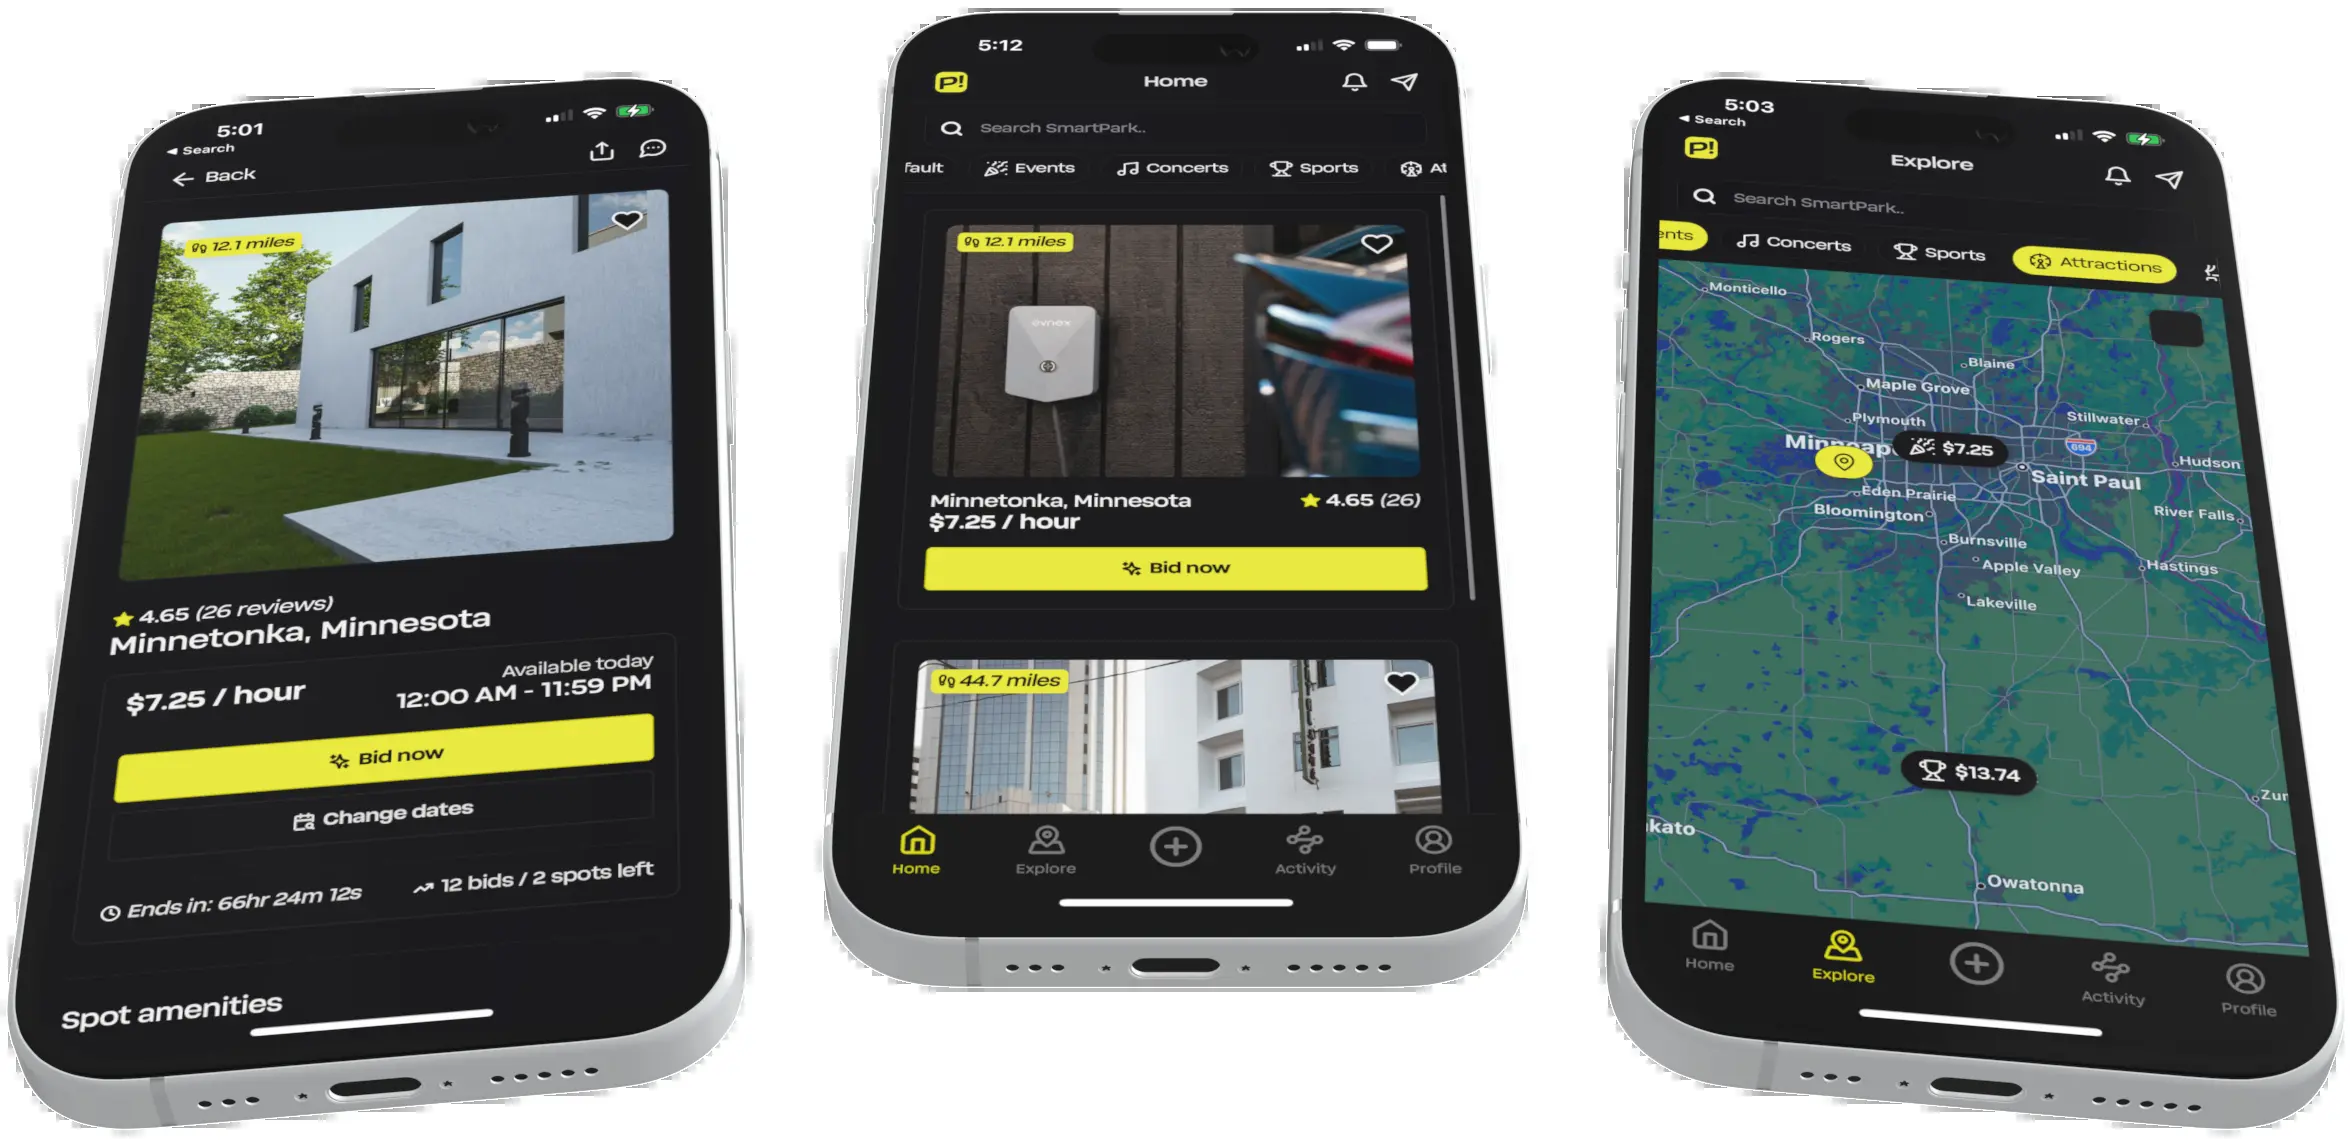 5:01
◄ Search
← Back
12.1 miles
4.65 (26 reviews)
Minnetonka, Minnesota
$7.25 / hour
Available today
12:00 AM - 11:59 PM
Bid now
Change dates
Ends in: 66hr 24m 12s
12 bids / 2 spots left
Spot amenities
5:12
P!
Home
Search SmartPark..
fault
Events
Concerts
Sports
At
12.1 miles
evnex
Minnetonka, Minnesota
4.65 (26)
$7.25 / hour
Bid now
44.7 miles
Home
Explore
Activity
Profile
5:03
◄ Search
P!
Explore
Search SmartPark..
ents
Concerts
Sports
Attractions
Monticello
Rogers
Blaine
Maple Grove
Plymouth
Stillwater
Minneap
$7.25
694
Hudson
Saint Paul
Eden Prairie
Bloomington
River Falls
Burnsville
Apple Valley
Hastings
Lakeville
$13.74
Zur
kato
Owatonna
Home
Explore
Activity
Profile